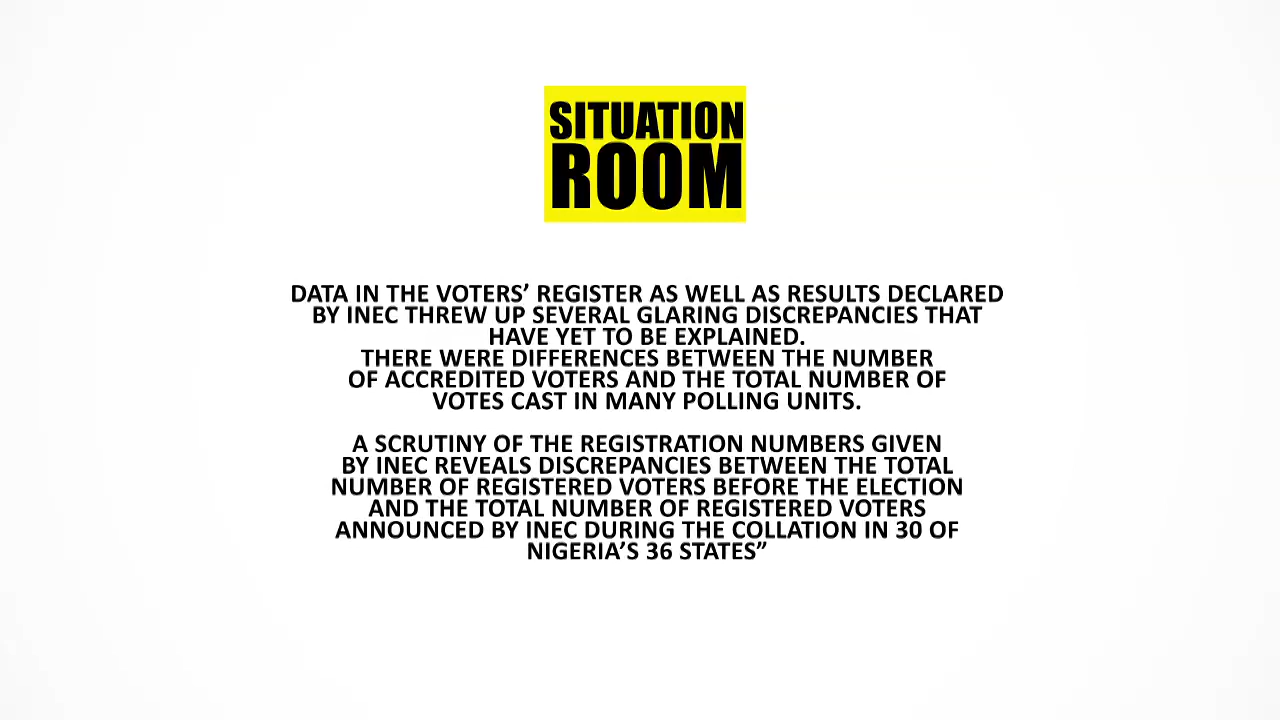 SITUATION
ROOM
DATA IN THE VOTERS’ REGISTER AS WELL AS RESULTS DECLARED
BY INEC THREW UP SEVERAL GLARING DISCREPANCIES THAT
HAVE YET TO BE EXPLAINED.
THERE WERE DIFFERENCES BETWEEN THE NUMBER
OF ACCREDITED VOTERS AND THE TOTAL NUMBER OF
VOTES CAST IN MANY POLLING UNITS.
A SCRUTINY OF THE REGISTRATION NUMBERS GIVEN
BY INEC REVEALS DISCREPANCIES BETWEEN THE TOTAL
NUMBER OF REGISTERED VOTERS BEFORE THE ELECTION
AND THE TOTAL NUMBER OF REGISTERED VOTERS
ANNOUNCED BY INEC DURING THE COLLATION IN 30 OF
NIGERIA’S 36 STATES”